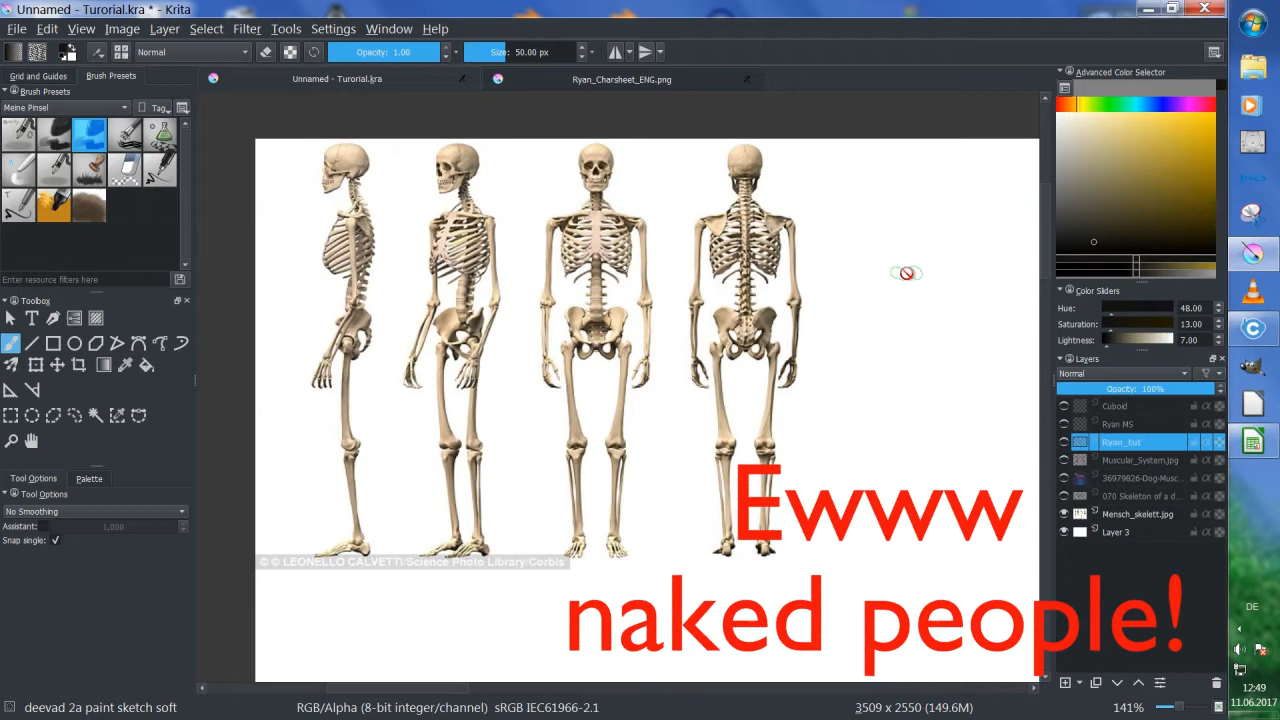 Unnamed - Turorial.kra * - Krita
File Edit View Image Layer Select Filter Tools Settings Window Help
Normal Opacity: 1.00 Size: 50.00 px
Grid and Guides Brush Presets
Unnamed - Turorial.kra Ryan_Charsheet_ENG.png
Brush Presets
Meine Pinsel Tag
Enter resource filters here
Toolbox
Tool Options Palette
Tool Options
No Smoothing
Assistant: 1,000
Snap single:
© © LEONELLO CALVETTI/Science Photo Library/Corbis
Ewww
naked people!
Advanced Color Selector
Color Sliders
Hue: 48.00
Saturation: 13.00
Lightness: 7.00
Layers
Normal
Opacity: 100%
Cuboid
Ryan MS
Ryan_tut
Muscular_System.jpg
36979826-Dog-Musc...
070 Skeleton of a d...
Mensch_skelett.jpg
Layer 3
DE
12:49
11.06.2017
deevad 2a paint sketch soft RGB/Alpha (8-bit integer/channel) sRGB IEC61966-2.1 3509 x 2550 (149.6M) 141%